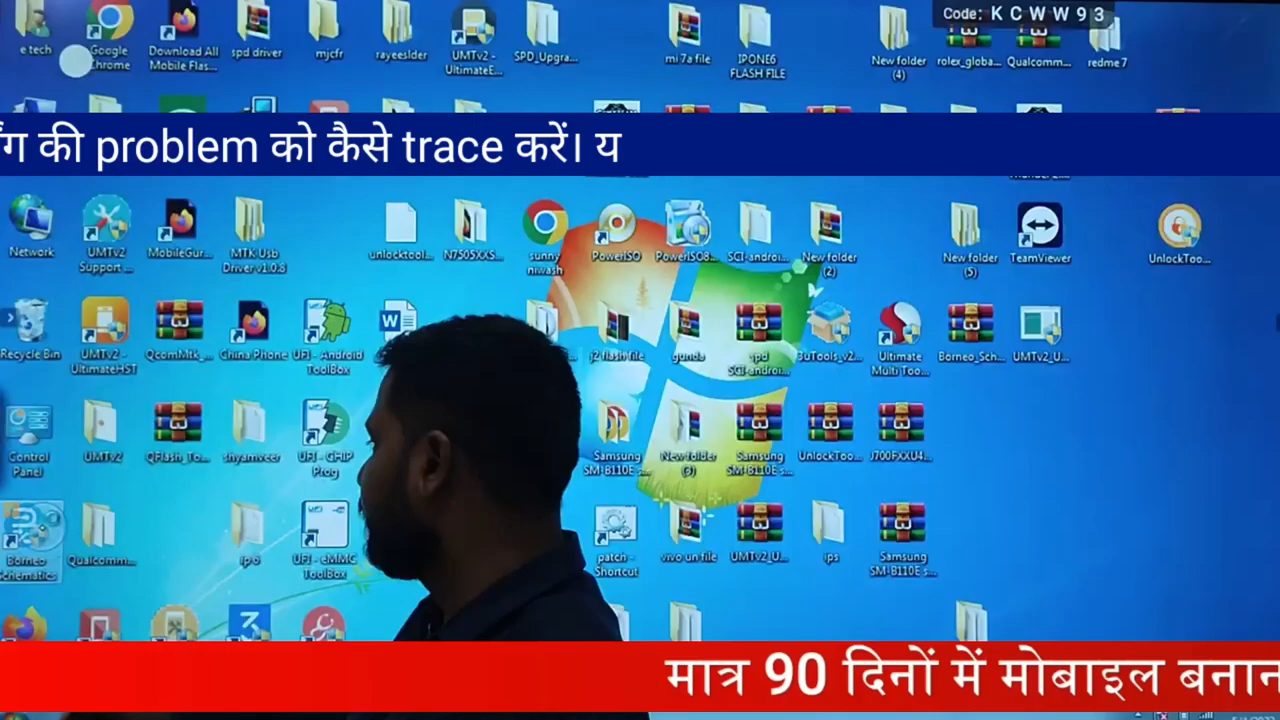 Code: K C W W 9 3
e tech
Google Chrome
Download All Mobile Flas...
spd driver
mjcfr
rayeeslder
UMTv2 - UltimateE...
SPD_Upgra...
mi 7a file
IPONE6 FLASH FILE
New folder (4)
rolex_globa...
Qualcomm...
redme 7
ग की problem को कैसे trace करें। य
Network
UMTv2 Support ...
MobileGur...
MTK Usb Driver v1.0.8
unlocktool...
N7505XXS...
sunny niwash
PowerISO
PowerISO8...
SCI-androi...
New folder (2)
New folder (5)
TeamViewer
UnlockToo...
Recycle Bin
UMTv2 - UltimateHST
QcomMtk_...
China Phone
UFI - Android ToolBox
j2 flash file
gunda
spd SCI-androi...
3uTools_v2...
Ultimate Multi Too...
Borneo_Sch...
UMTv2_U...
Control Panel
UMTv2
QFlash_To...
shyamveer
UFI - CHIP Prog
Samsung SM-B110E s...
New folder (3)
Samsung SM-B110E s...
UnlockToo...
J700FXXU4...
Borneo Schematics
Qualcomm...
ip 6
UFI - eMMC ToolBox
patch - Shortcut
vivo un file
UMTv2_U...
ips
Samsung SM-B110E s...
मात्र 90 दिनों में मोबाइल बनान